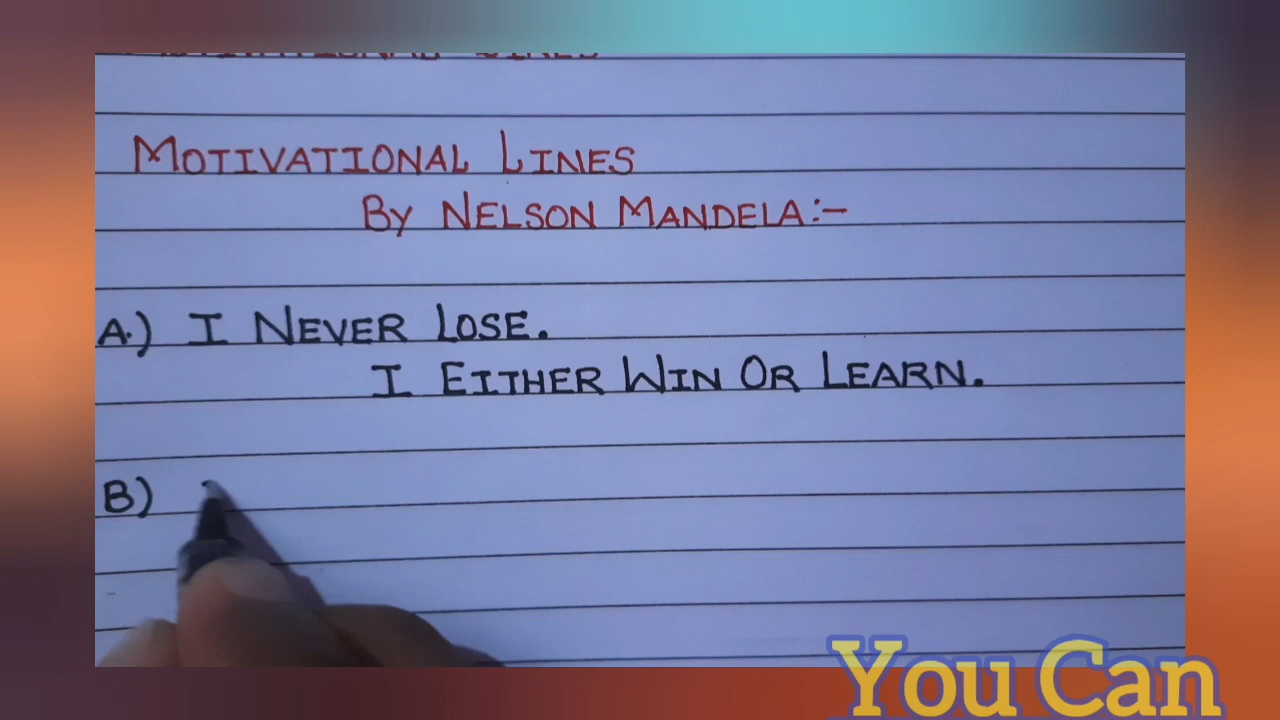 MOTIVATIONAL LINES
BY NELSON MANDELA:-
A.) I NEVER LOSE.
I EITHER WIN OR LEARN.
B)
You Can